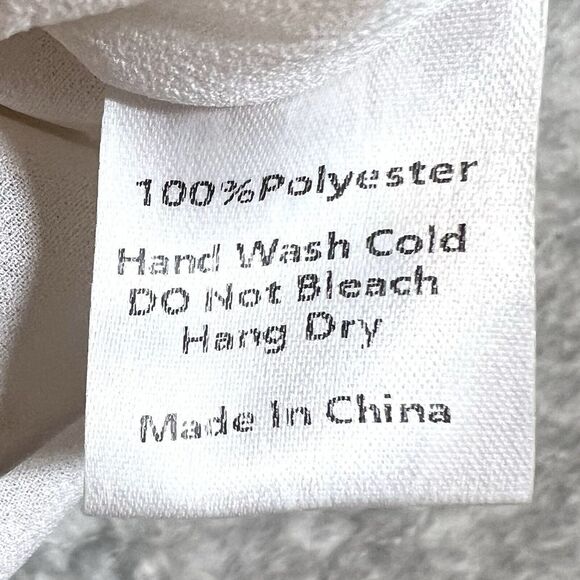 100%Polyester
Hand Wash Cold
DO Not Bleach
Hang Dry
Made In China